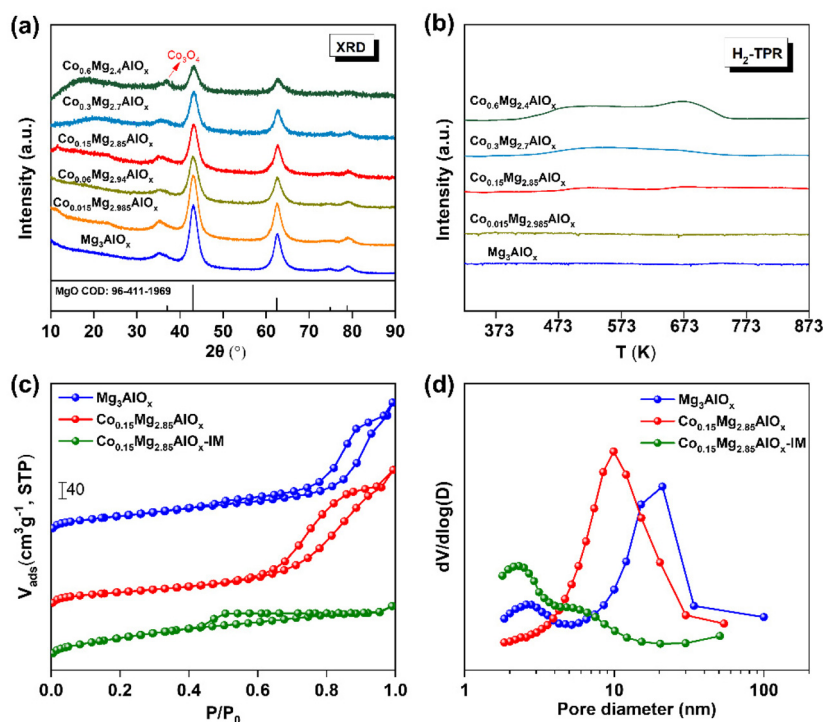 (a)
XRD
Co₃O₄
Co₀.₆Mg₂.₄AlOₓ
Co₀.₃Mg₂.₇AlOₓ
Co₀.₁₅Mg₂.₈₅AlOₓ
Co₀.₀₆Mg₂.₉₄AlOₓ
Co₀.₀₁₅Mg₂.₉₈₅AlOₓ
Mg₃AlOₓ
MgO COD: 96-411-1969
Intensity (a.u.)
10 20 30 40 50 60 70 80 90
2θ (°)
(b)
H₂-TPR
Co₀.₆Mg₂.₄AlOₓ
Co₀.₃Mg₂.₇AlOₓ
Co₀.₁₅Mg₂.₈₅AlOₓ
Co₀.₀₁₅Mg₂.₉₈₅AlOₓ
Mg₃AlOₓ
Intensity (a.u.)
373 473 573 673 773 873
T (K)
(c)
Mg₃AlOₓ
Co₀.₁₅Mg₂.₈₅AlOₓ
Co₀.₁₅Mg₂.₈₅AlOₓ-IM
40
V_ads(cm³g⁻¹, STP)
0.0 0.2 0.4 0.6 0.8 1.0
P/P₀
(d)
Mg₃AlOₓ
Co₀.₁₅Mg₂.₈₅AlOₓ
Co₀.₁₅Mg₂.₈₅AlOₓ-IM
dV/dlog(D)
1 10 100
Pore diameter (nm)